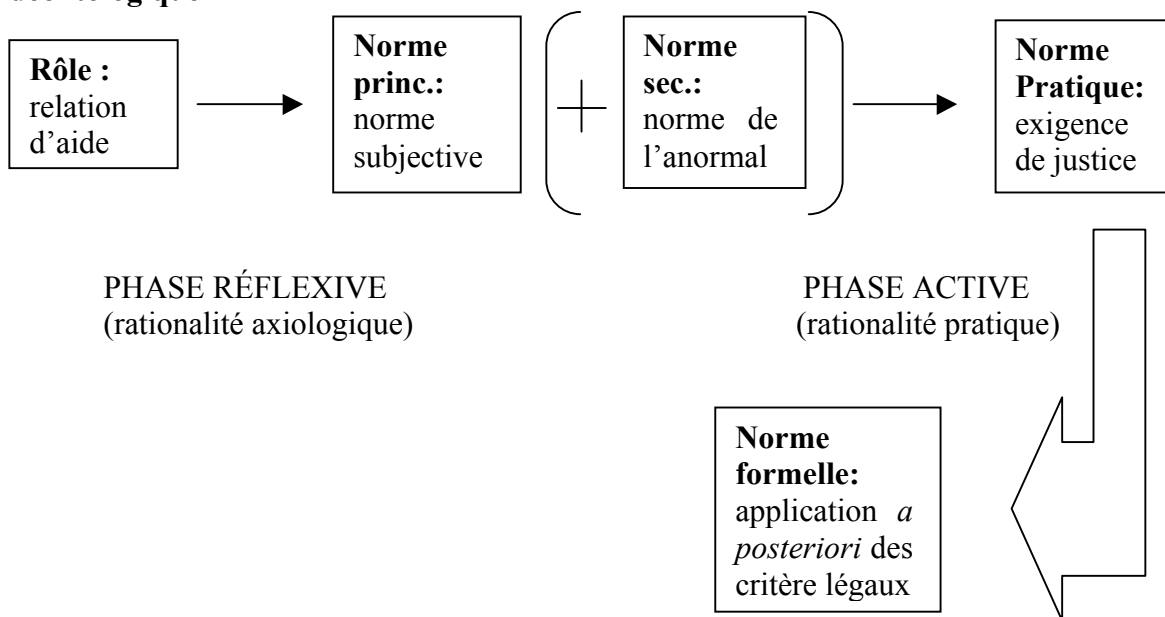 Rôle :
relation
d'aide
Norme
princ.:
norme
subjective
+
Norme
sec.:
norme de
l'anormal
Norme
Pratique:
exigence
de justice
PHASE RÉFLEXIVE
(rationalité axiologique)
PHASE ACTIVE
(rationalité pratique)
Norme
formelle:
application a
posteriori des
critère légaux